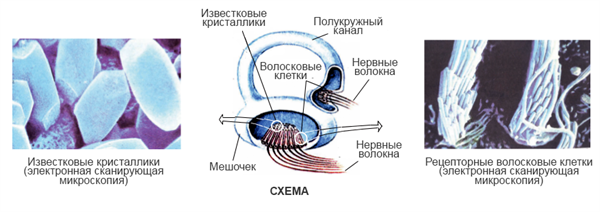 Известковые
кристаллики
Полукружный
канал
Волосковые
клетки
Нервные
волокна
Мешочек
Нервные
волокна
СХЕМА
Известковые кристаллики
(электронная сканирующая
микроскопия)
Рецепторные волосковые клетки
(электронная сканирующая
микроскопия)